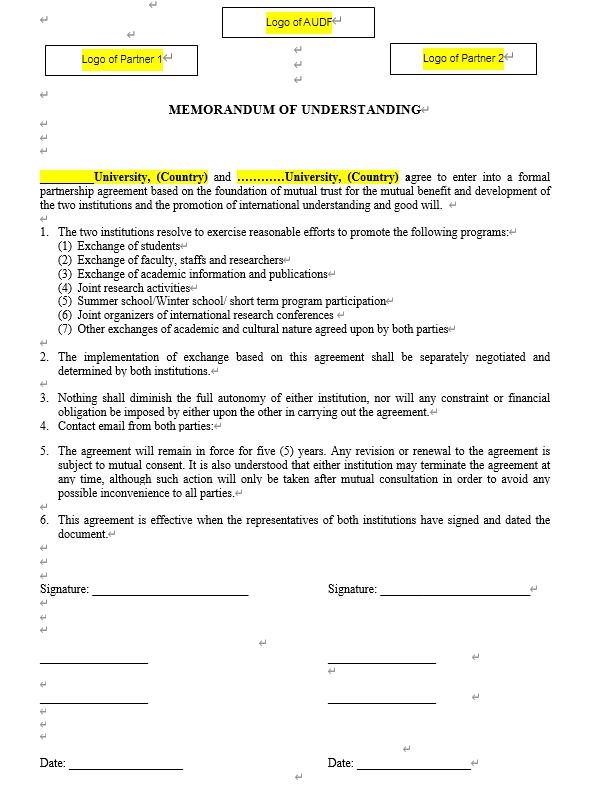 Logo of AUDF
Logo of Partner 1
Logo of Partner 2
MEMORANDUM OF UNDERSTANDING
_________University, (Country) and …………University, (Country) agree to enter into a formal
partnership agreement based on the foundation of mutual trust for the mutual benefit and development of
the two institutions and the promotion of international understanding and good will.
1. The two institutions resolve to exercise reasonable efforts to promote the following programs:
(1) Exchange of students
(2) Exchange of faculty, staffs and researchers
(3) Exchange of academic information and publications
(4) Joint research activities
(5) Summer school/Winter school/ short term program participation
(6) Joint organizers of international research conferences
(7) Other exchanges of academic and cultural nature agreed upon by both parties
2. The implementation of exchange based on this agreement shall be separately negotiated and
determined by both institutions.
3. Nothing shall diminish the full autonomy of either institution, nor will any constraint or financial
obligation be imposed by either upon the other in carrying out the agreement.
4. Contact email from both parties:
5. The agreement will remain in force for five (5) years. Any revision or renewal to the agreement is
subject to mutual consent. It is also understood that either institution may terminate the agreement at
any time, although such action will only be taken after mutual consultation in order to avoid any
possible inconvenience to all parties.
6. This agreement is effective when the representatives of both institutions have signed and dated the
document.
Signature: __________________________ Signature: _________________________
__________________ __________________
__________________ __________________
Date: ___________________ Date: ___________________